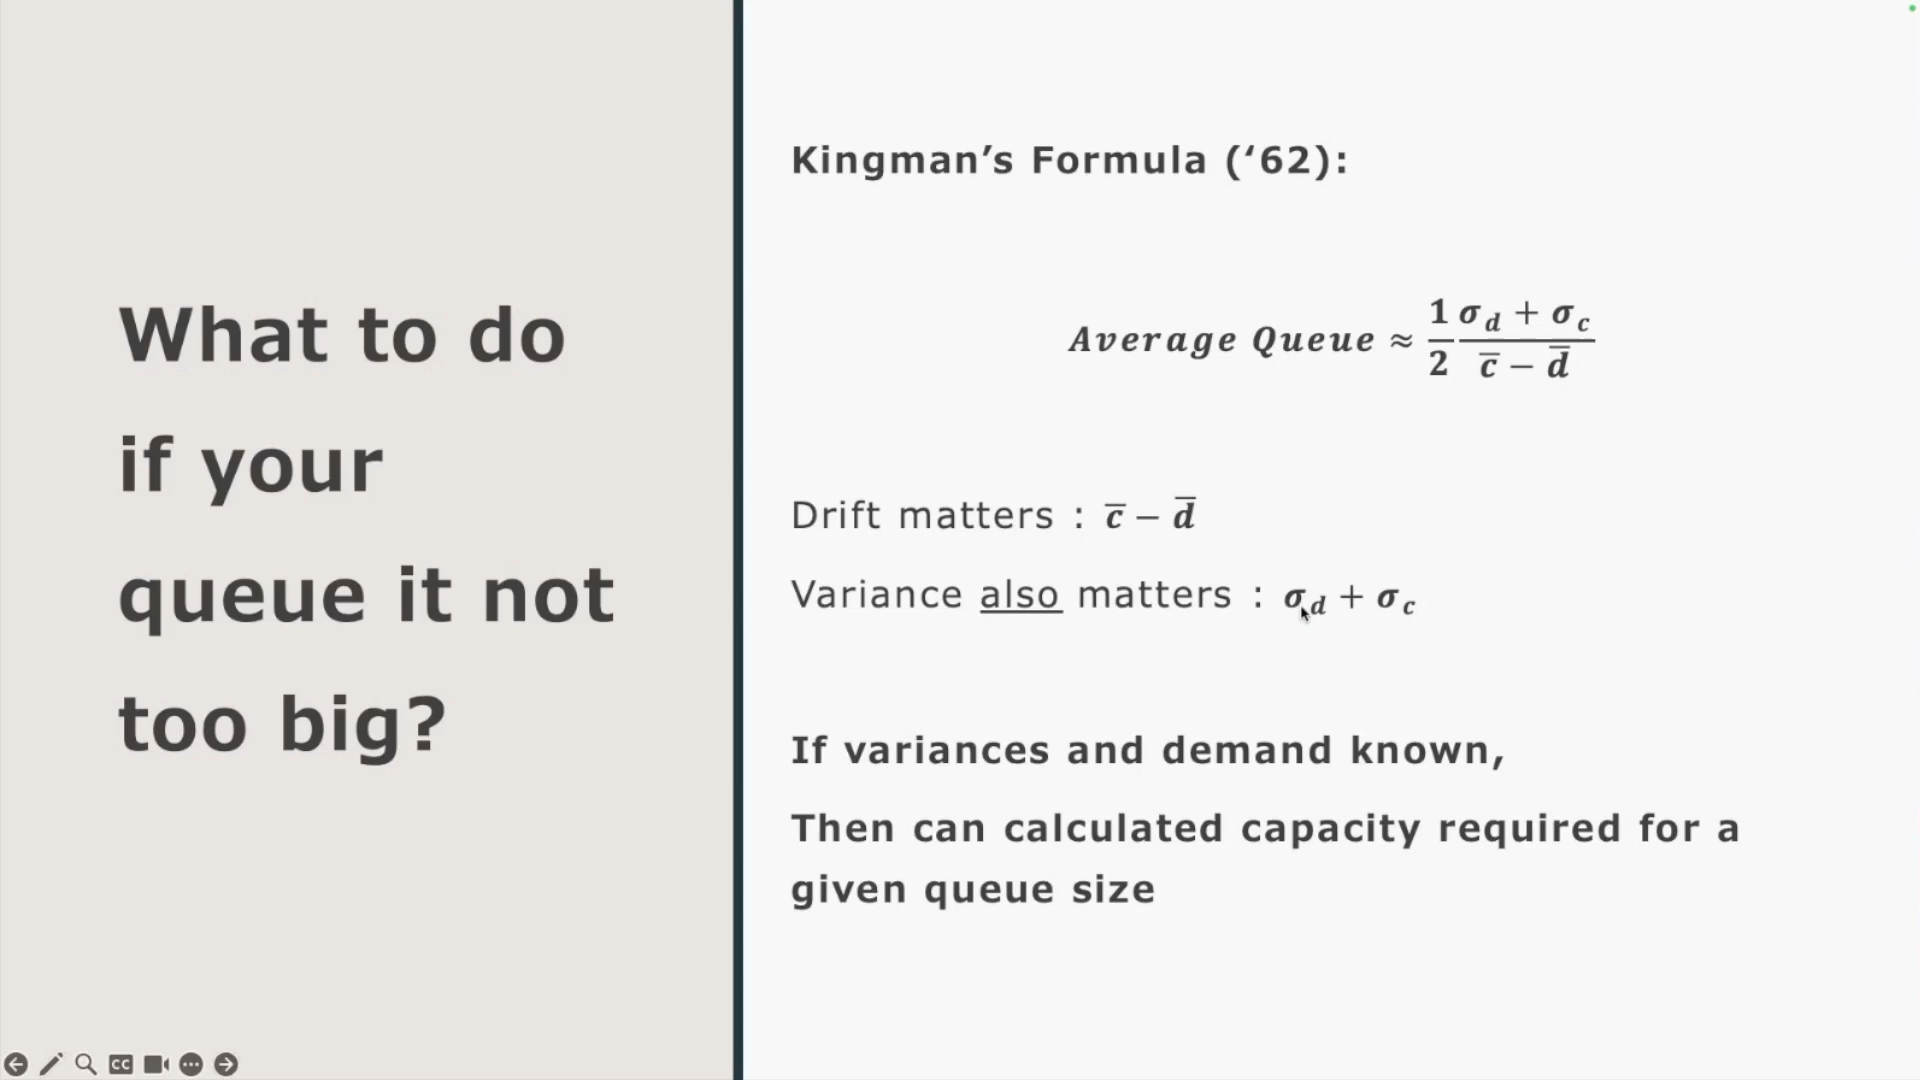 What to do
if your
queue it not
too big?
Kingman’s Formula (‘62):
Average Queue ≈ 1/2 (σ_d + σ_c)/(c̅ − d̅)
Drift matters : c̅ − d̅
Variance also matters : σ_d + σ_c
If variances and demand known,
Then can calculated capacity required for a
given queue size
CC